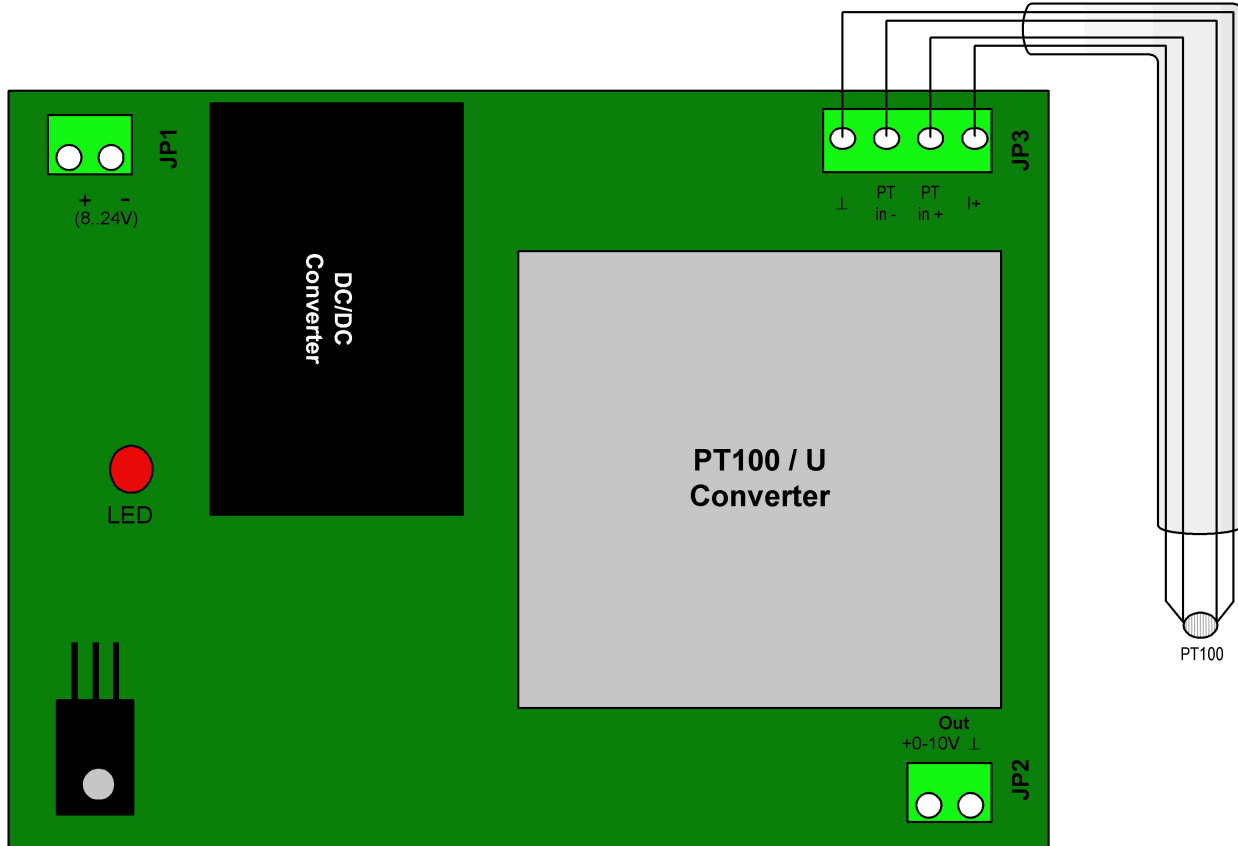 JP1
+ -
(8..24V)
DC/DC
Converter
JP3
⊥
PT
in -
PT
in +
I+
PT100 / U
Converter
LED
PT100
Out
+0-10V ⊥
JP2